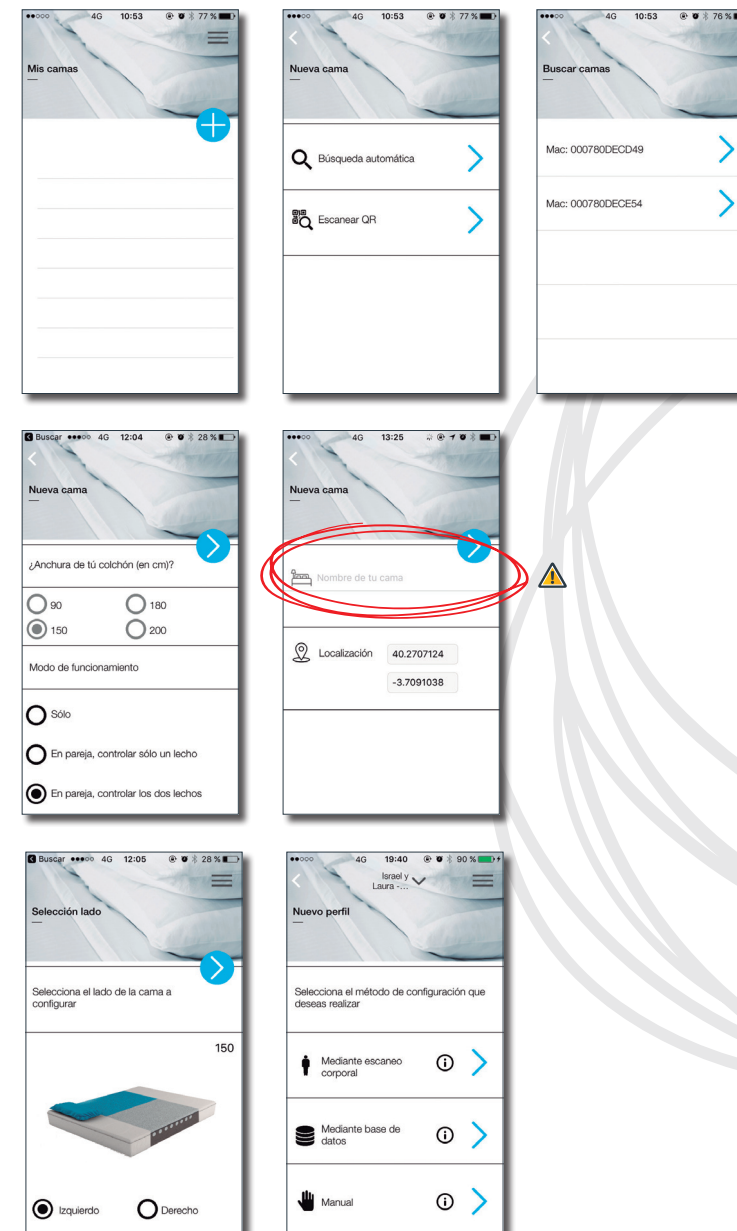 4G 10:53 77 %
Mis camas
4G 10:53 77 %
Nueva cama
Búsqueda automática
Escanear QR
4G 10:53 76 %
Buscar camas
Mac: 000780DECD49
Mac: 000780DECE54
Buscar 4G 12:04 28 %
Nueva cama
¿Anchura de tú colchón (en cm)?
90 180
150 200
Modo de funcionamiento
Sólo
En pareja, controlar sólo un lecho
En pareja, controlar los dos lechos
4G 13:25
Nueva cama
Nombre de tu cama
Localización 40.2707124
-3.7091038
Buscar 4G 12:05 28 %
Selección lado
Selecciona el lado de la cama a
configurar
150
Izquierdo Derecho
4G 19:40 90 %
Israel y
Laura -...
Nuevo perfil
Selecciona el método de configuración que
deseas realizar
Mediante escaneo
corporal
Mediante base de
datos
Manual